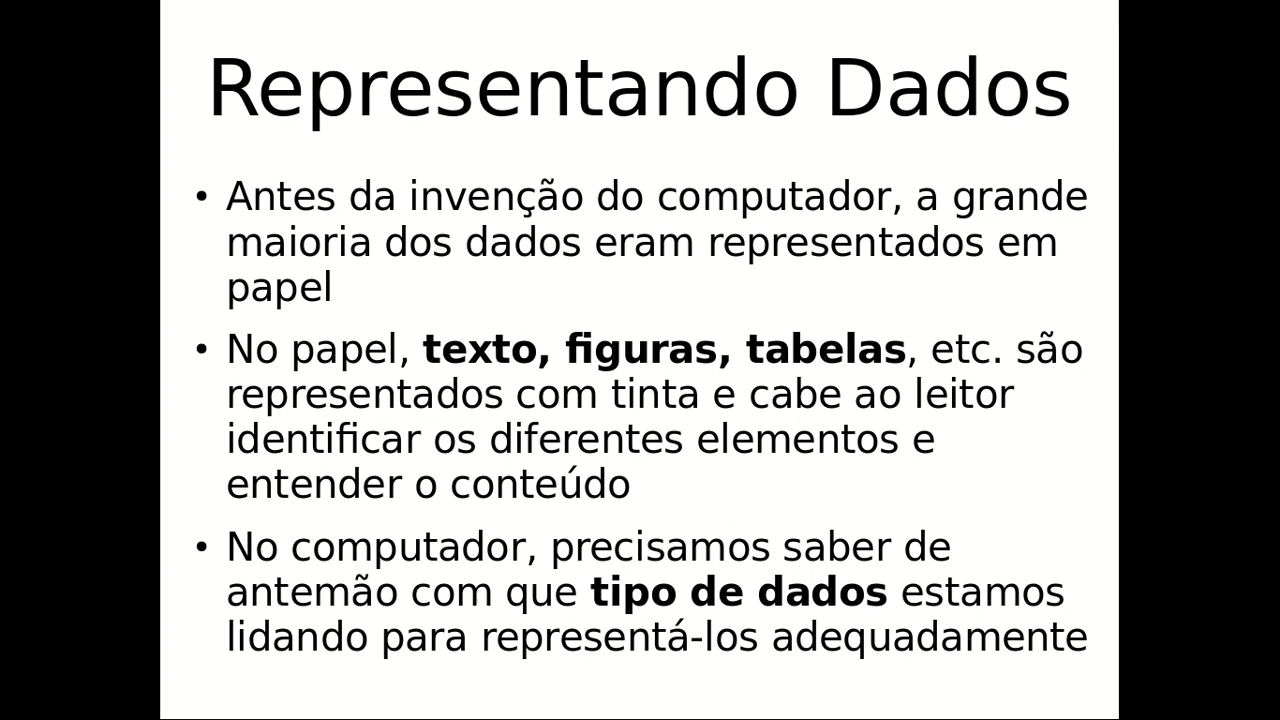 Representando Dados
• Antes da invenção do computador, a grande
maioria dos dados eram representados em
papel
• No papel, texto, figuras, tabelas, etc. são
representados com tinta e cabe ao leitor
identificar os diferentes elementos e
entender o conteúdo
• No computador, precisamos saber de
antemão com que tipo de dados estamos
lidando para representá-los adequadamente